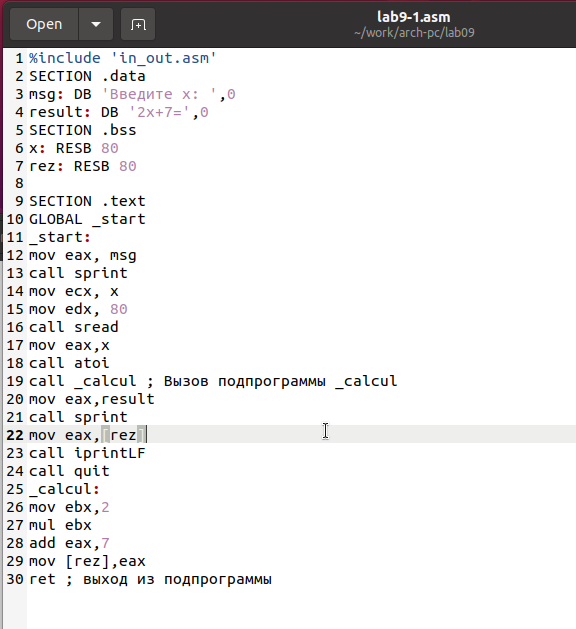 Open
lab9-1.asm
~/work/arch-pc/lab09
1 %include 'in_out.asm'
2 SECTION .data
3 msg: DB 'Введите x: ',0
4 result: DB '2x+7=',0
5 SECTION .bss
6 x: RESB 80
7 rez: RESB 80
8
9 SECTION .text
10 GLOBAL _start
11 _start:
12 mov eax, msg
13 call sprint
14 mov ecx, x
15 mov edx, 80
16 call sread
17 mov eax,x
18 call atoi
19 call _calcul ; Вызов подпрограммы _calcul
20 mov eax,result
21 call sprint
22 mov eax,[rez]
23 call iprintLF
24 call quit
25 _calcul:
26 mov ebx,2
27 mul ebx
28 add eax,7
29 mov [rez],eax
30 ret ; выход из подпрограммы